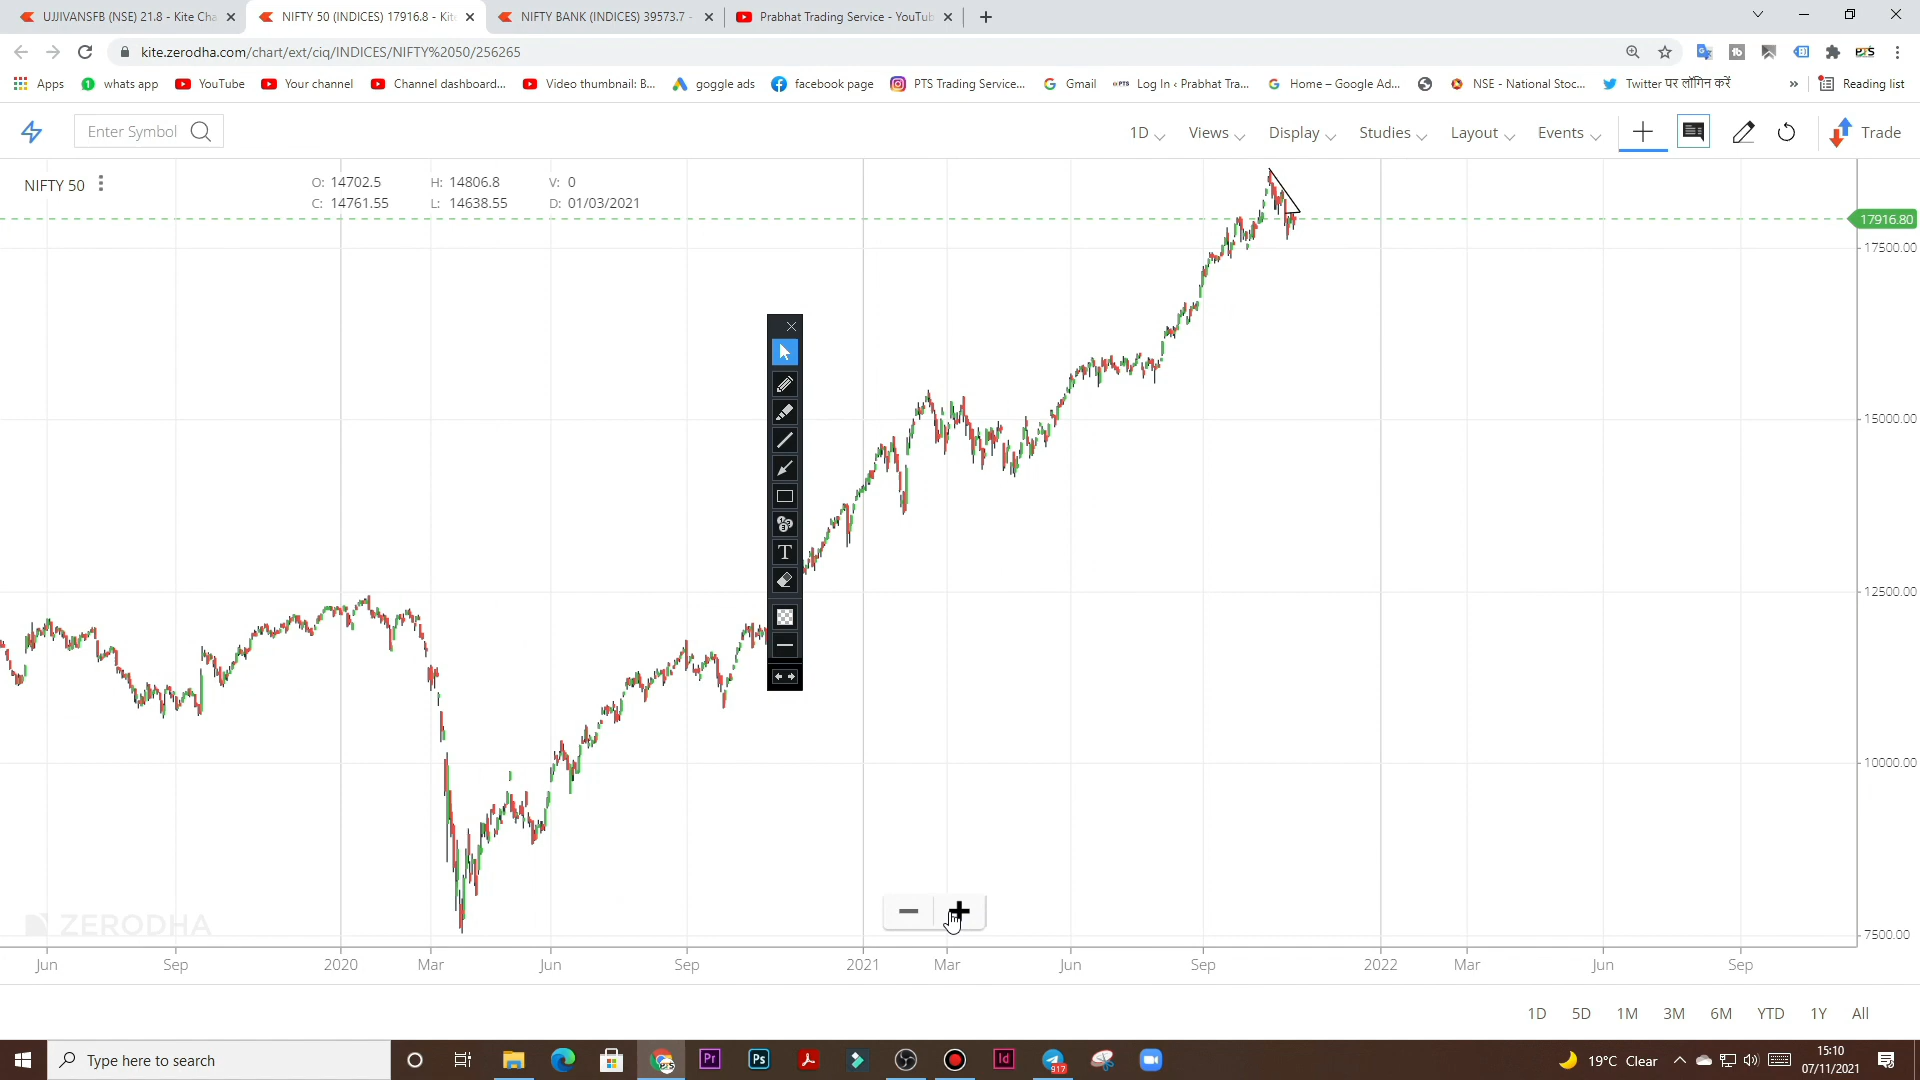 UJJIVANSFB (NSE) 21.8 - Kite Cha
NIFTY 50 (INDICES) 17916.8 - Kit
NIFTY BANK (INDICES) 39573.7 -
Prabhat Trading Service - YouTub
kite.zerodha.com/chart/ext/ciq/INDICES/NIFTY%2050/256265
PTS
Apps
whats app
YouTube
Your channel
Channel dashboard...
Video thumbnail: B...
goggle ads
facebook page
PTS Trading Service...
Gmail
Log In ‹ Prabhat Tra...
Home – Google Ad...
NSE - National Stoc...
Twitter पर लॉगिन करें
»
Reading list
Enter Symbol
1D
Views
Display
Studies
Layout
Events
Trade
NIFTY 50
O: 14702.5 H: 14806.8 V: 0
C: 14761.55 L: 14638.55 D: 01/03/2021
17916.80
17500.00
15000.00
12500.00
10000.00
7500.00
T
ZERODHA
Jun Sep 2020 Mar Jun Sep 2021 Mar Jun Sep 2022 Mar Jun Sep
1D 5D 1M 3M 6M YTD 1Y All
Type here to search
Pr
Ps
Id
917
19°C Clear
15:10
07/11/2021